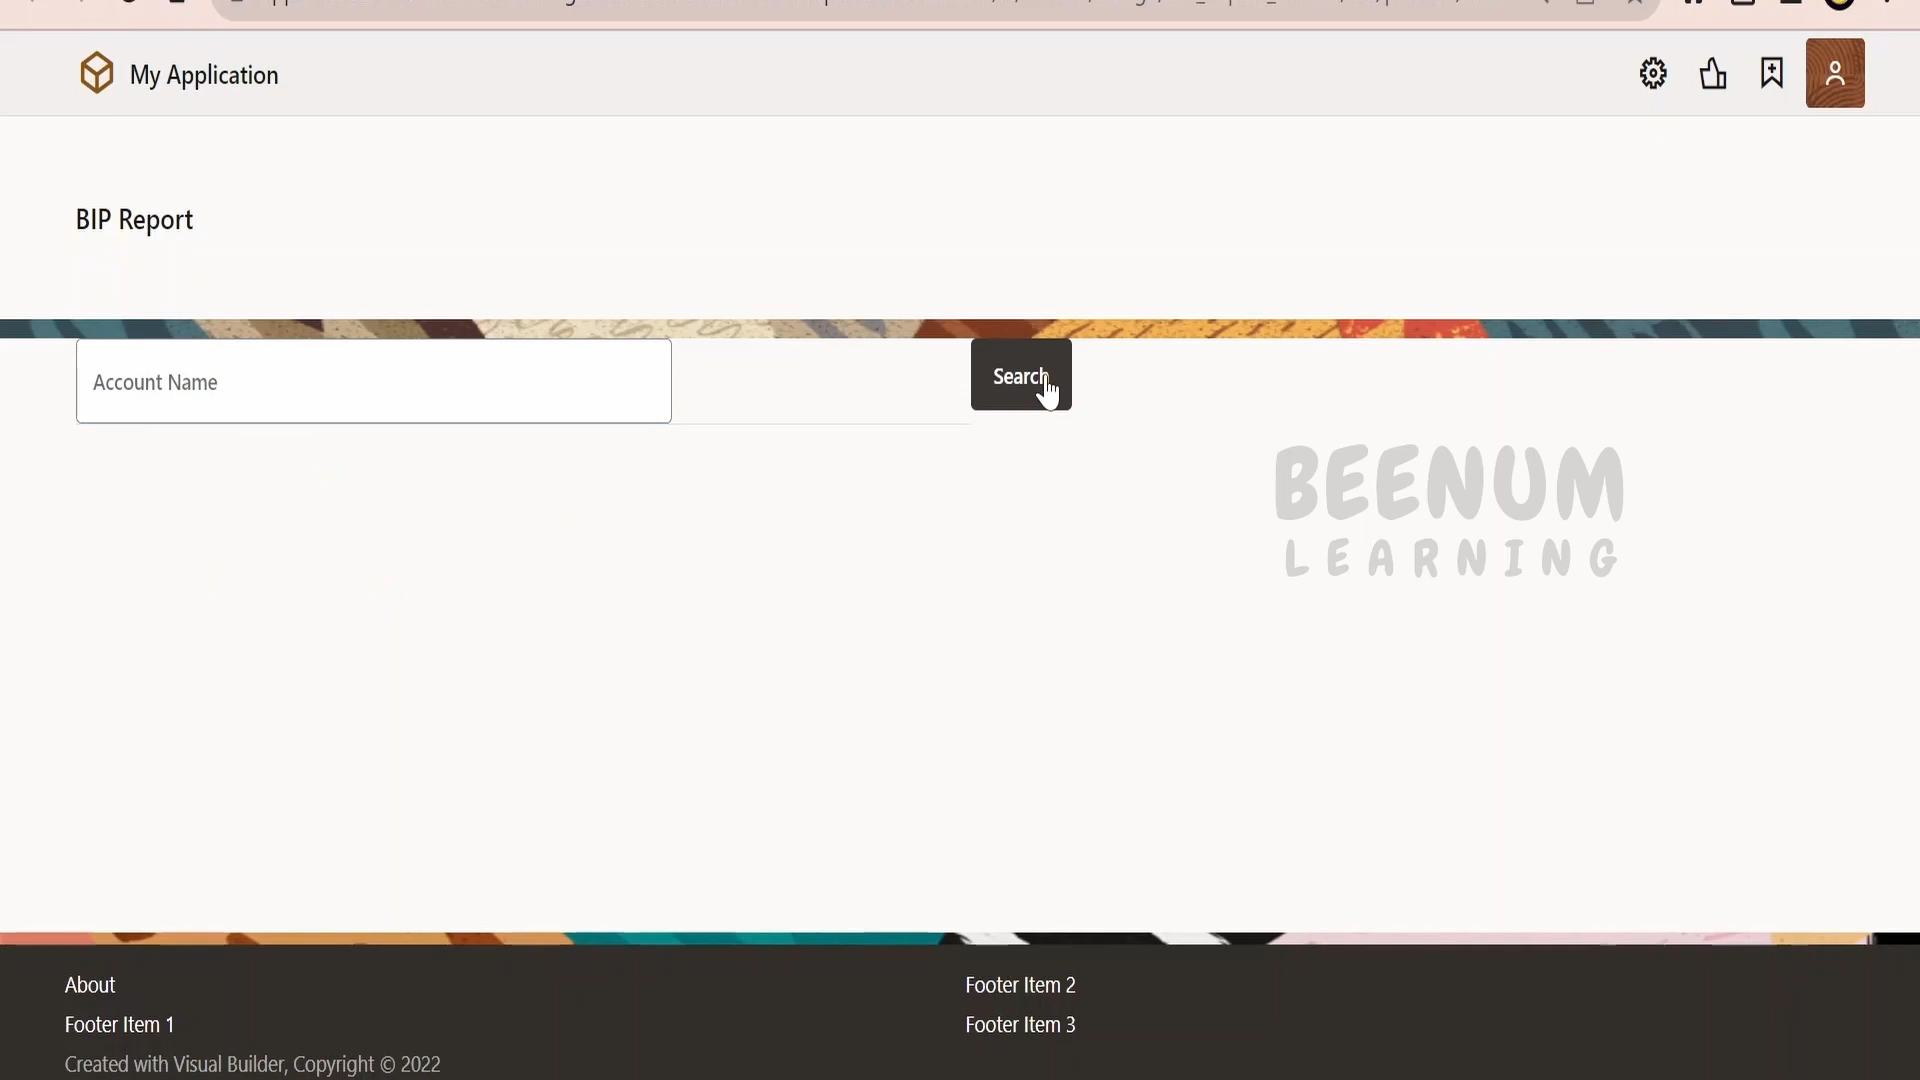 My Application
BIP Report
Account Name
Search
BEENUM
LEARNING
About
Footer Item 2
Footer Item 1
Footer Item 3
Created with Visual Builder, Copyright © 2022